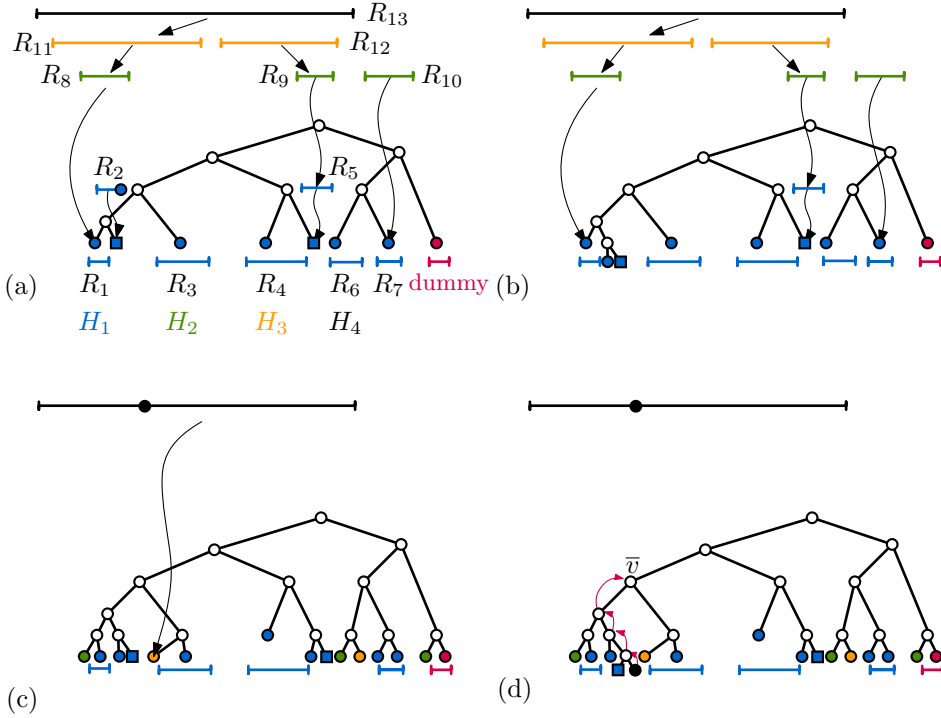 R₁₃
R₁₁ R₁₂
R₈ R₉ R₁₀
R₂ R₅
(a) R₁ R₃ R₄ R₆ R₇ dummy (b)
H₁ H₂ H₃ H₄
v̅
(c) (d)